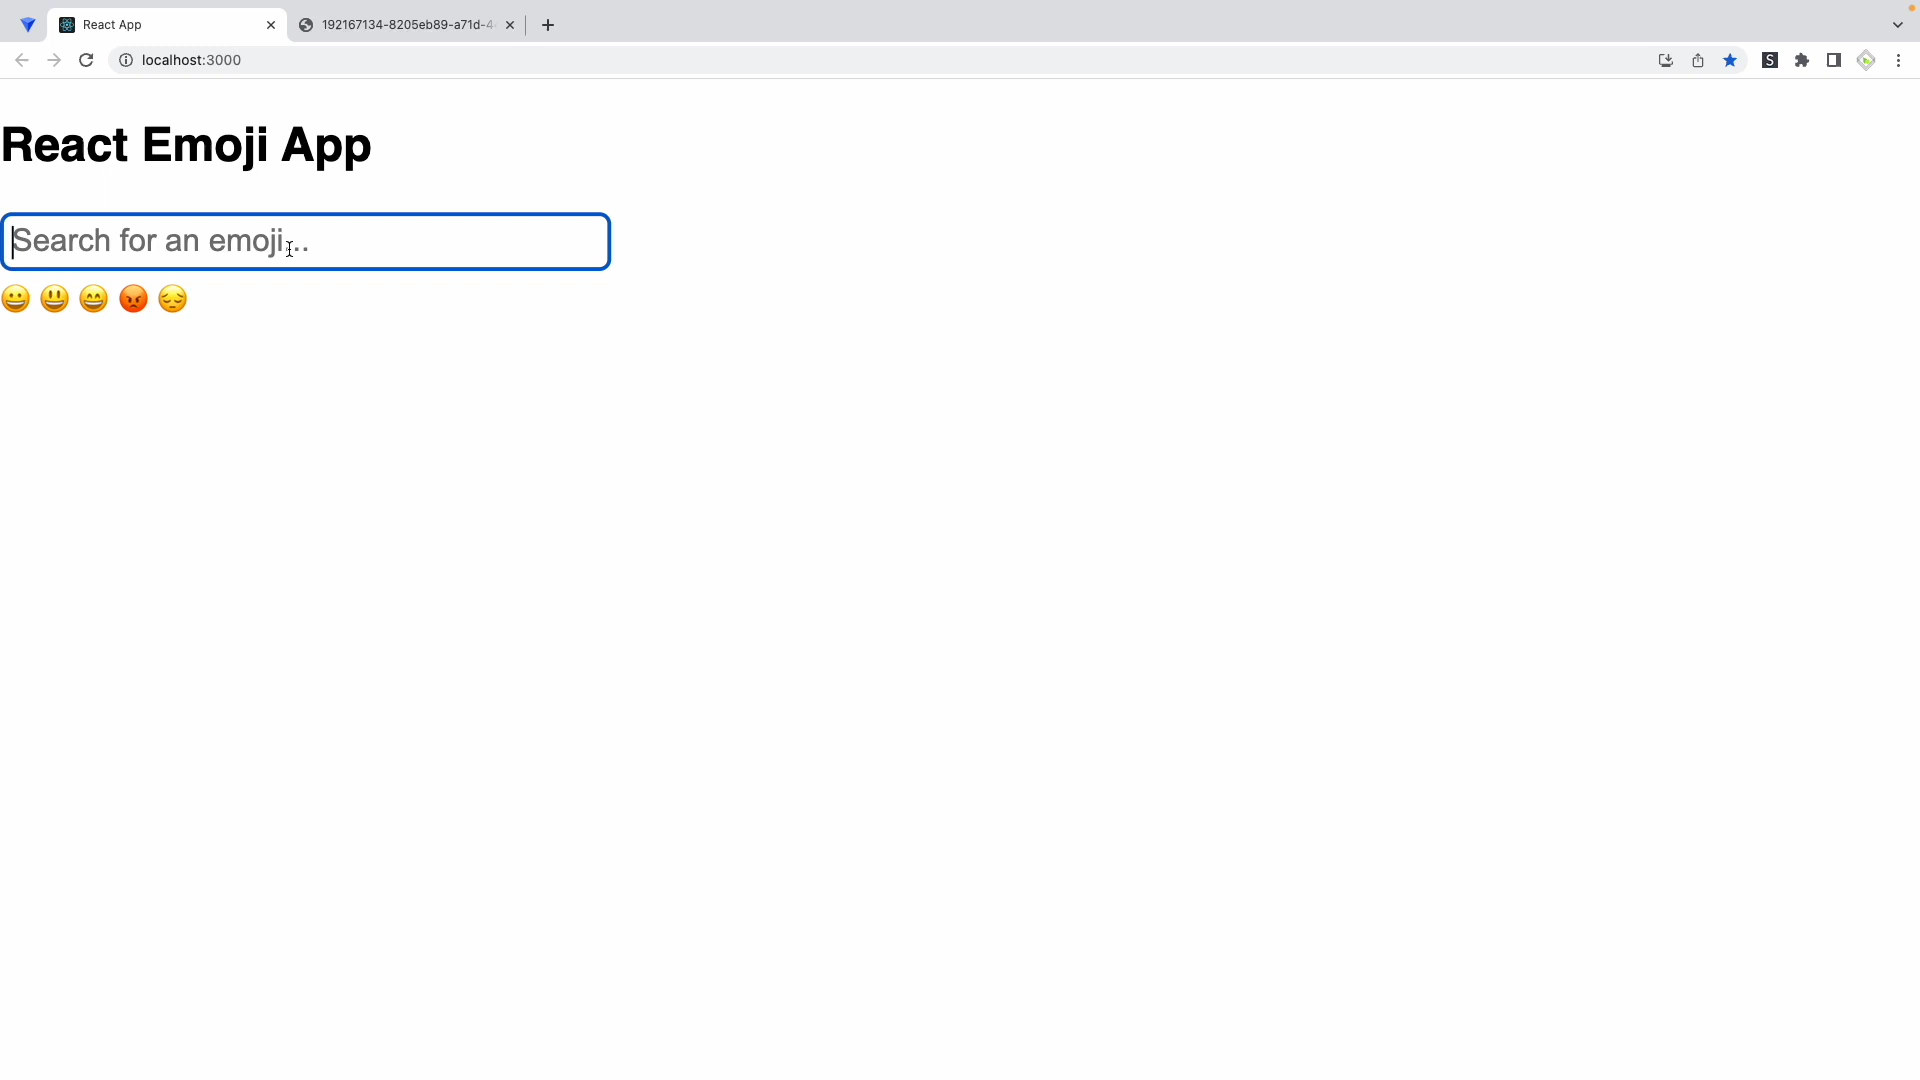 React App
192167134-8205eb89-a71d-4
localhost:3000
S
React Emoji App
Search for an emoji...
😀 😃 😄 😡 😔